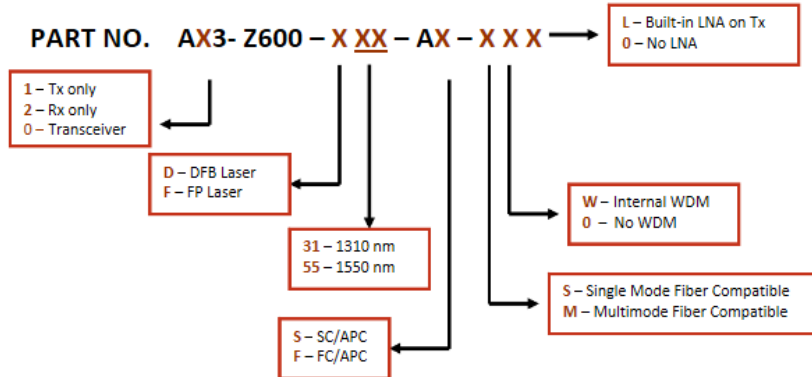 PART NO. AX3- Z600 – X XX – AX – X X X
L – Built-in LNA on Tx
0 – No LNA
1 – Tx only
2 – Rx only
0 – Transceiver
D – DFB Laser
F – FP Laser
W – Internal WDM
0 – No WDM
31 – 1310 nm
55 – 1550 nm
S – Single Mode Fiber Compatible
M – Multimode Fiber Compatible
S – SC/APC
F – FC/APC